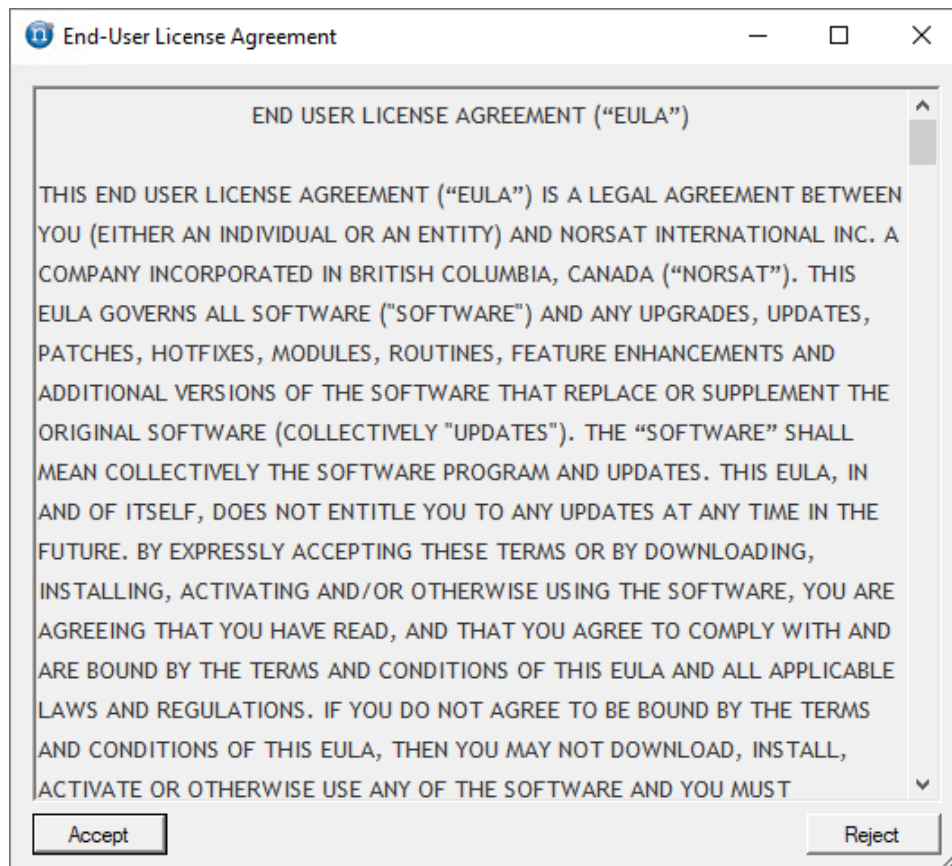 End-User License Agreement
END USER LICENSE AGREEMENT (“EULA”)
THIS END USER LICENSE AGREEMENT (“EULA”) IS A LEGAL AGREEMENT BETWEEN
YOU (EITHER AN INDIVIDUAL OR AN ENTITY) AND NORSAT INTERNATIONAL INC. A
COMPANY INCORPORATED IN BRITISH COLUMBIA, CANADA (“NORSAT”). THIS
EULA GOVERNS ALL SOFTWARE ("SOFTWARE") AND ANY UPGRADES, UPDATES,
PATCHES, HOTFIXES, MODULES, ROUTINES, FEATURE ENHANCEMENTS AND
ADDITIONAL VERSIONS OF THE SOFTWARE THAT REPLACE OR SUPPLEMENT THE
ORIGINAL SOFTWARE (COLLECTIVELY "UPDATES"). THE “SOFTWARE” SHALL
MEAN COLLECTIVELY THE SOFTWARE PROGRAM AND UPDATES. THIS EULA, IN
AND OF ITSELF, DOES NOT ENTITLE YOU TO ANY UPDATES AT ANY TIME IN THE
FUTURE. BY EXPRESSLY ACCEPTING THESE TERMS OR BY DOWNLOADING,
INSTALLING, ACTIVATING AND/OR OTHERWISE USING THE SOFTWARE, YOU ARE
AGREEING THAT YOU HAVE READ, AND THAT YOU AGREE TO COMPLY WITH AND
ARE BOUND BY THE TERMS AND CONDITIONS OF THIS EULA AND ALL APPLICABLE
LAWS AND REGULATIONS. IF YOU DO NOT AGREE TO BE BOUND BY THE TERMS
AND CONDITIONS OF THIS EULA, THEN YOU MAY NOT DOWNLOAD, INSTALL,
ACTIVATE OR OTHERWISE USE ANY OF THE SOFTWARE AND YOU MUST
Accept
Reject